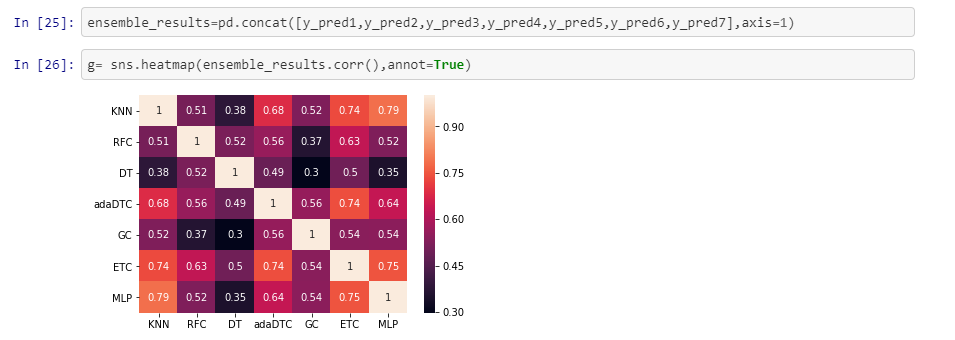 In [25]: ensemble_results=pd.concat([y_pred1,y_pred2,y_pred3,y_pred4,y_pred5,y_pred6,y_pred7],axis=1)
In [26]: g= sns.heatmap(ensemble_results.corr(),annot=True)
KNN 1 0.51 0.38 0.68 0.52 0.74 0.79
RFC 0.51 1 0.52 0.56 0.37 0.63 0.52
DT 0.38 0.52 1 0.49 0.3 0.5 0.35
adaDTC 0.68 0.56 0.49 1 0.56 0.74 0.64
GC 0.52 0.37 0.3 0.56 1 0.54 0.54
ETC 0.74 0.63 0.5 0.74 0.54 1 0.75
MLP 0.79 0.52 0.35 0.64 0.54 0.75 1
KNN RFC DT adaDTC GC ETC MLP
0.90
0.75
0.60
0.45
0.30